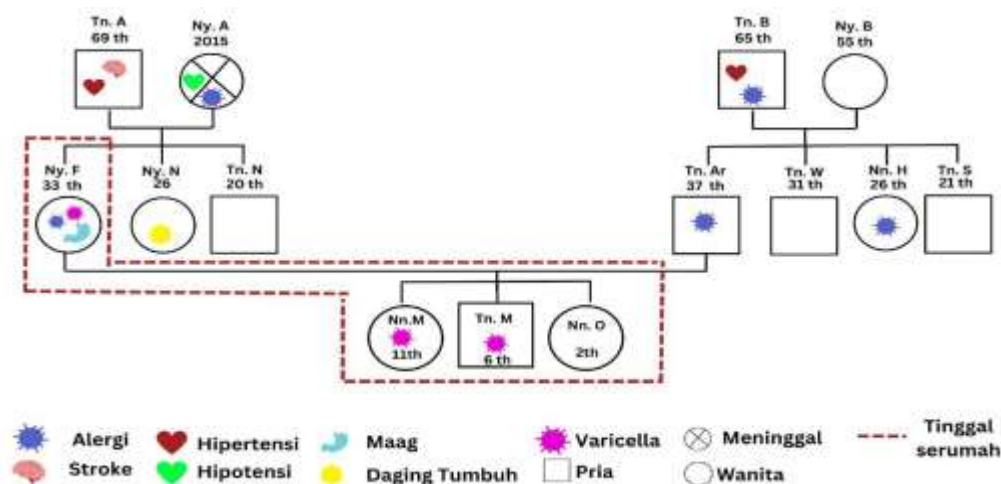 Tn. A
69 th
Ny. A
2015
Tn. B
65 th
Ny. B
55 th
Ny. F
33 th
Ny. N
26
Tn. N
20 th
Tn. Ar
37 th
Tn. W
31 th
Nn. H
26 th
Tn. S
21 th
Nn.M
11th
Tn. M
6 th
Nn. O
2th
Alergi
Hipertensi
Maag
Varicella
Meninggal
Tinggal
serumah
Stroke
Hipotensi
Daging Tumbuh
Pria
Wanita